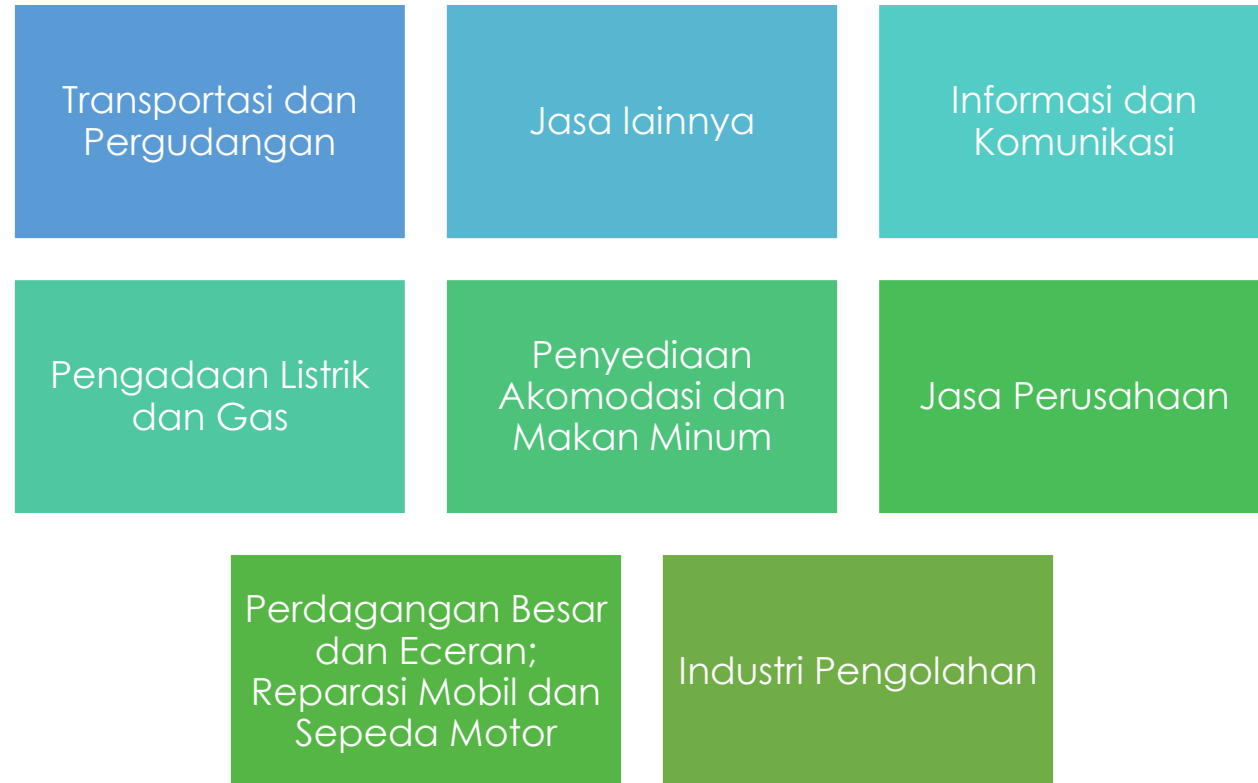 Transportasi dan
Pergudangan
Jasa lainnya
Informasi dan
Komunikasi
Pengadaan Listrik
dan Gas
Penyediaan
Akomodasi dan
Makan Minum
Jasa Perusahaan
Perdagangan Besar
dan Eceran;
Reparasi Mobil dan
Sepeda Motor
Industri Pengolahan